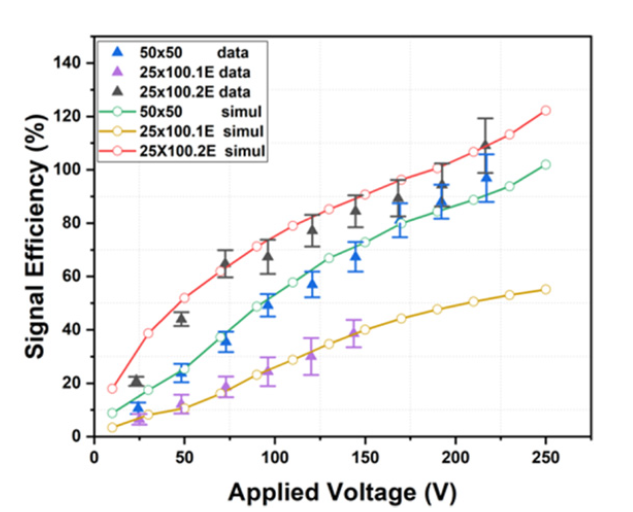 140
120
100
80
60
40
20
0
Signal Efficiency (%)
50x50 data
25x100.1E data
25x100.2E data
50x50 simul
25x100.1E simul
25X100.2E simul
0 50 100 150 200 250
Applied Voltage (V)